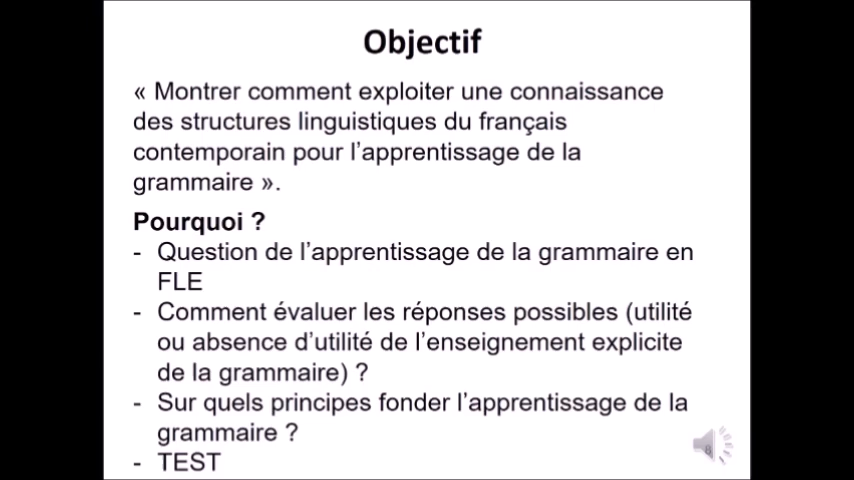 Objectif
« Montrer comment exploiter une connaissance
des structures linguistiques du français
contemporain pour l'apprentissage de la
grammaire ».
Pourquoi ?
- Question de l'apprentissage de la grammaire en
FLE
- Comment évaluer les réponses possibles (utilité
ou absence d'utilité de l'enseignement explicite
de la grammaire) ?
- Sur quels principes fonder l'apprentissage de la
grammaire ?
- TEST